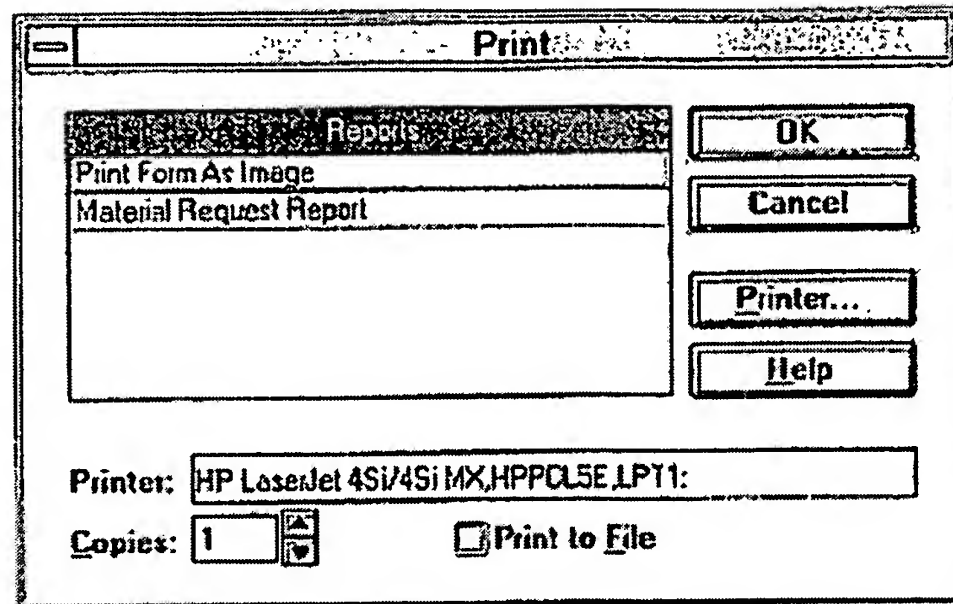 Print
Reports
Print Form As Image
Material Request Report
OK
Cancel
Printer...
Help
Printer: HP LaserJet 4Si/4Si MX,HPPCL5E,LPT1:
Copies: 1
Print to File